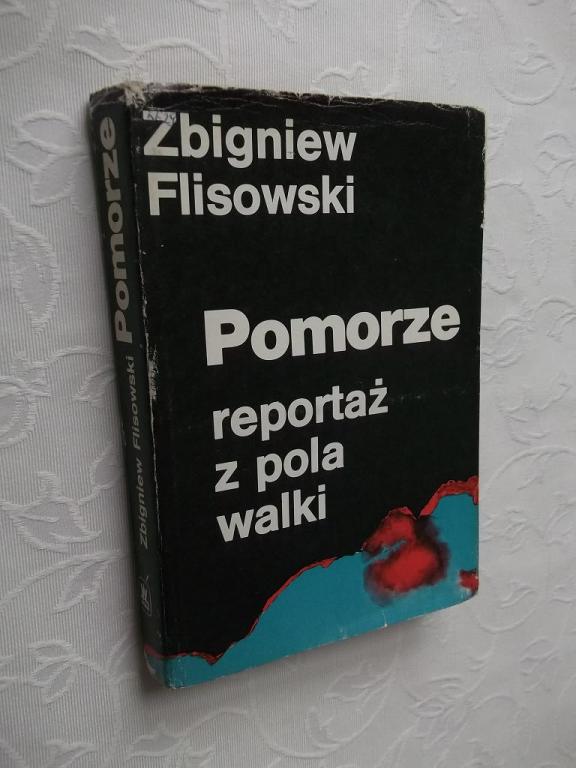 Zbigniew
Flisowski
Pomorze
reportaż
z pola
walki
Zbigniew Flisowski Pomorze